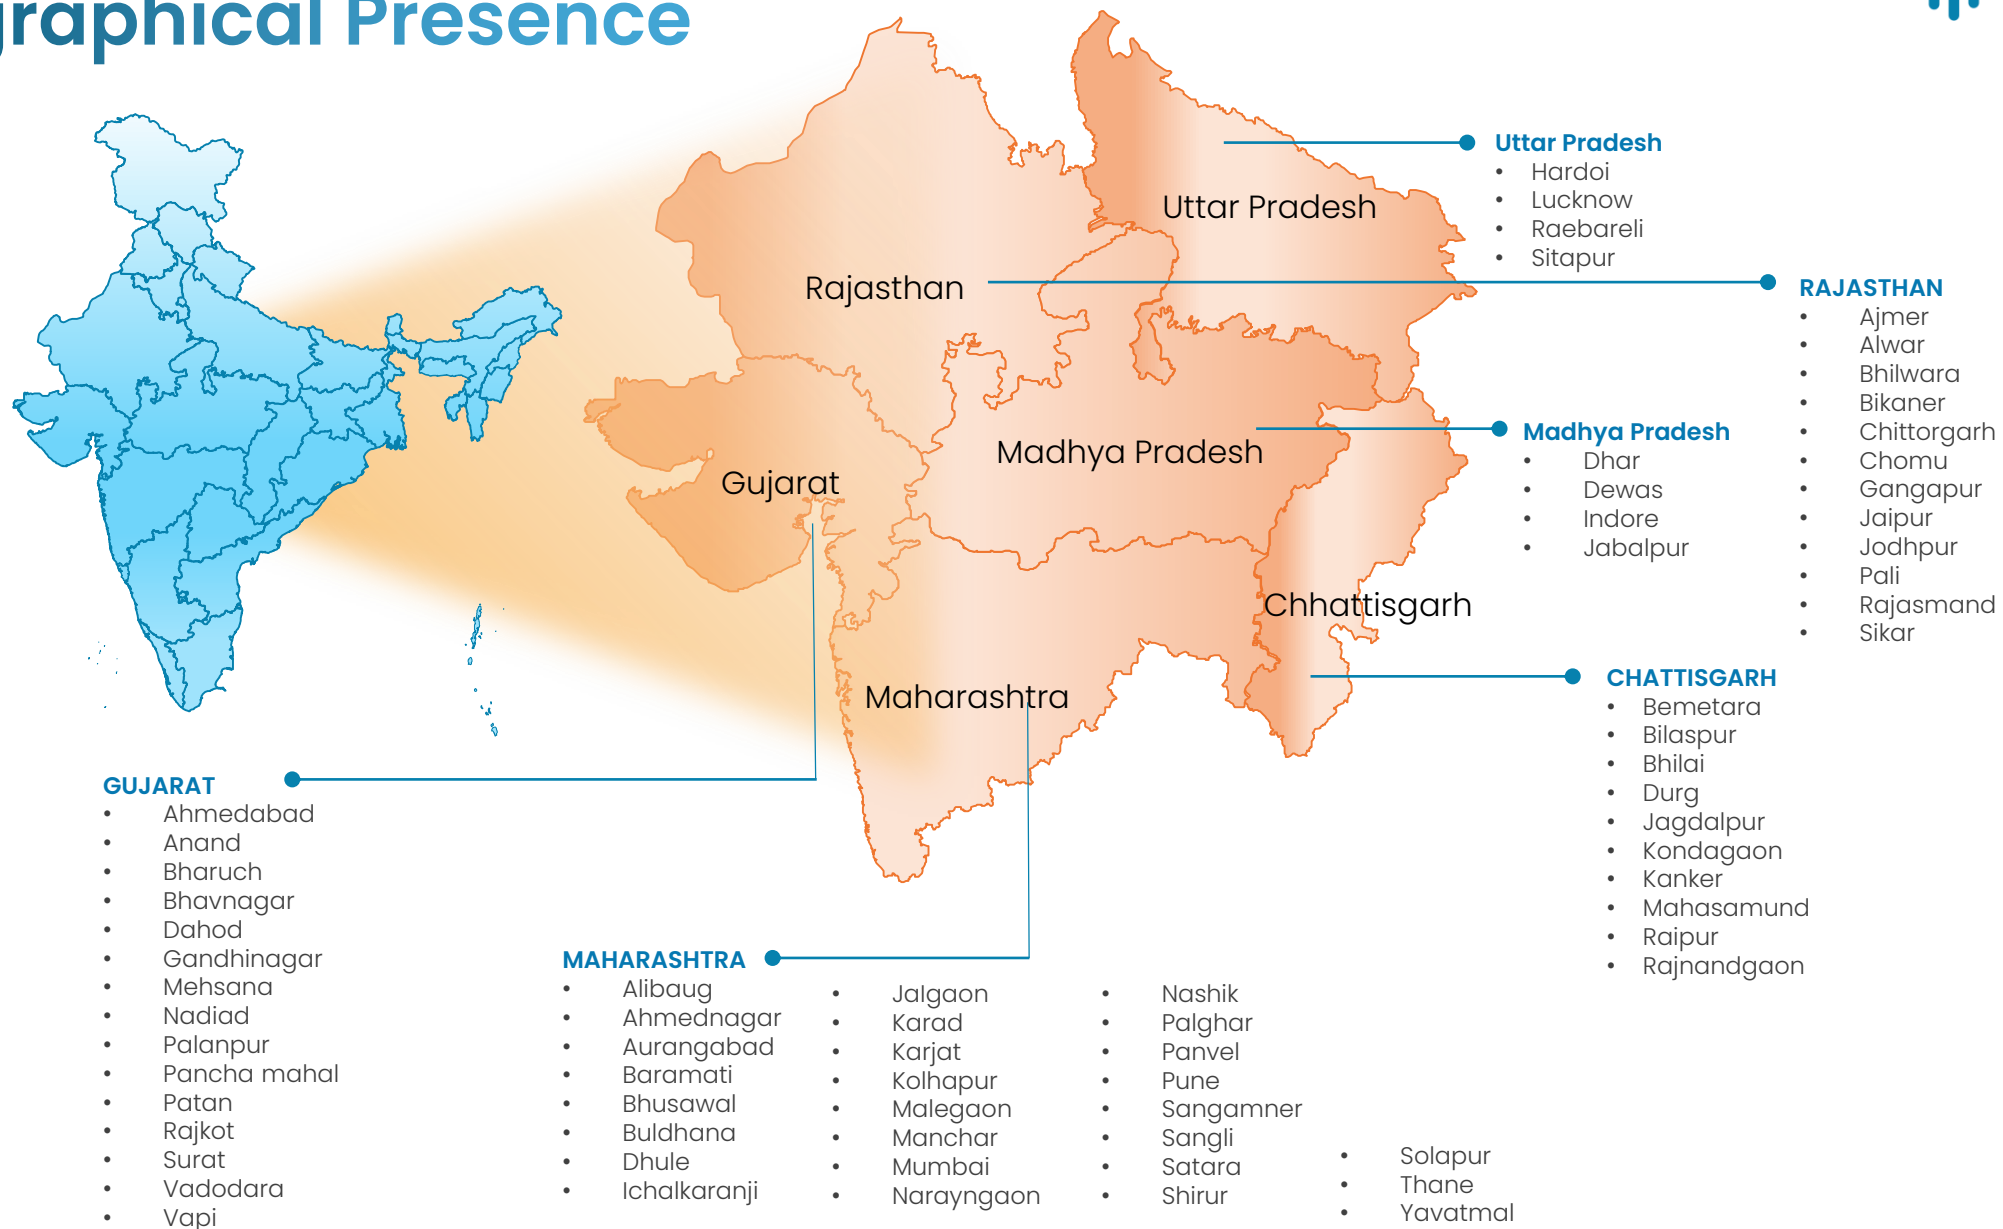 graphical Presence
Uttar Pradesh
Rajasthan
Gujarat
Madhya Pradesh
Chhattisgarh
Maharashtra
Uttar Pradesh
• Hardoi
• Lucknow
• Raebareli
• Sitapur
RAJASTHAN
• Ajmer
• Alwar
• Bhilwara
• Bikaner
• Chittorgarh
• Chomu
• Gangapur
• Jaipur
• Jodhpur
• Pali
• Rajasmand
• Sikar
Madhya Pradesh
• Dhar
• Dewas
• Indore
• Jabalpur
CHATTISGARH
• Bemetara
• Bilaspur
• Bhilai
• Durg
• Jagdalpur
• Kondagaon
• Kanker
• Mahasamund
• Raipur
• Rajnandgaon
GUJARAT
• Ahmedabad
• Anand
• Bharuch
• Bhavnagar
• Dahod
• Gandhinagar
• Mehsana
• Nadiad
• Palanpur
• Pancha mahal
• Patan
• Rajkot
• Surat
• Vadodara
• Vapi
MAHARASHTRA
• Alibaug
• Ahmednagar
• Aurangabad
• Baramati
• Bhusawal
• Buldhana
• Dhule
• Ichalkaranji
• Jalgaon
• Karad
• Karjat
• Kolhapur
• Malegaon
• Manchar
• Mumbai
• Narayngaon
• Nashik
• Palghar
• Panvel
• Pune
• Sangamner
• Sangli
• Satara
• Shirur
• Solapur
• Thane
• Yavatmal